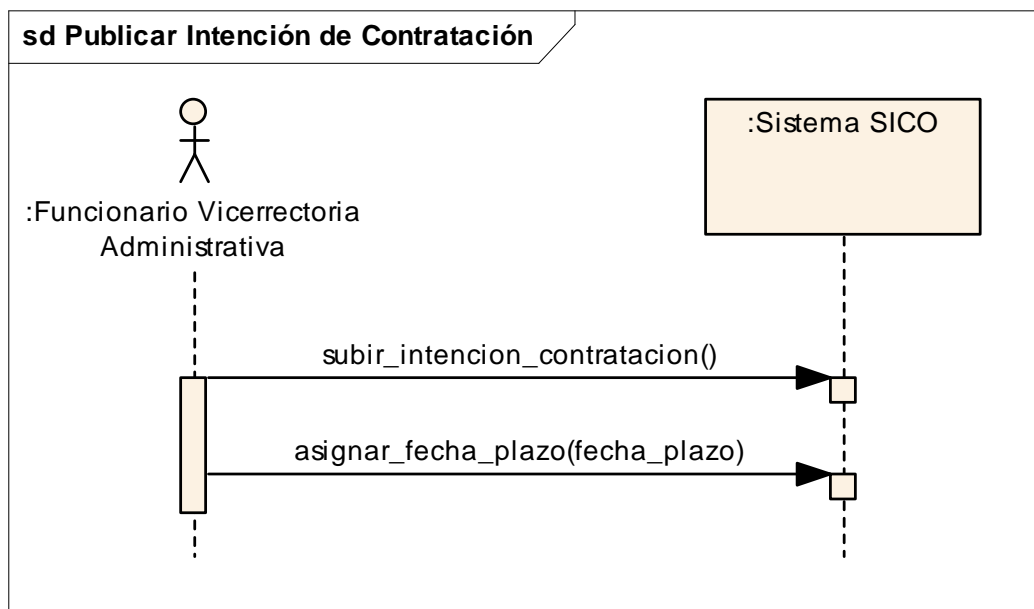 sd Publicar Intención de Contratación
:Sistema SICO
:Funcionario Vicerrectoria
Administrativa
subir_intencion_contratacion()
asignar_fecha_plazo(fecha_plazo)